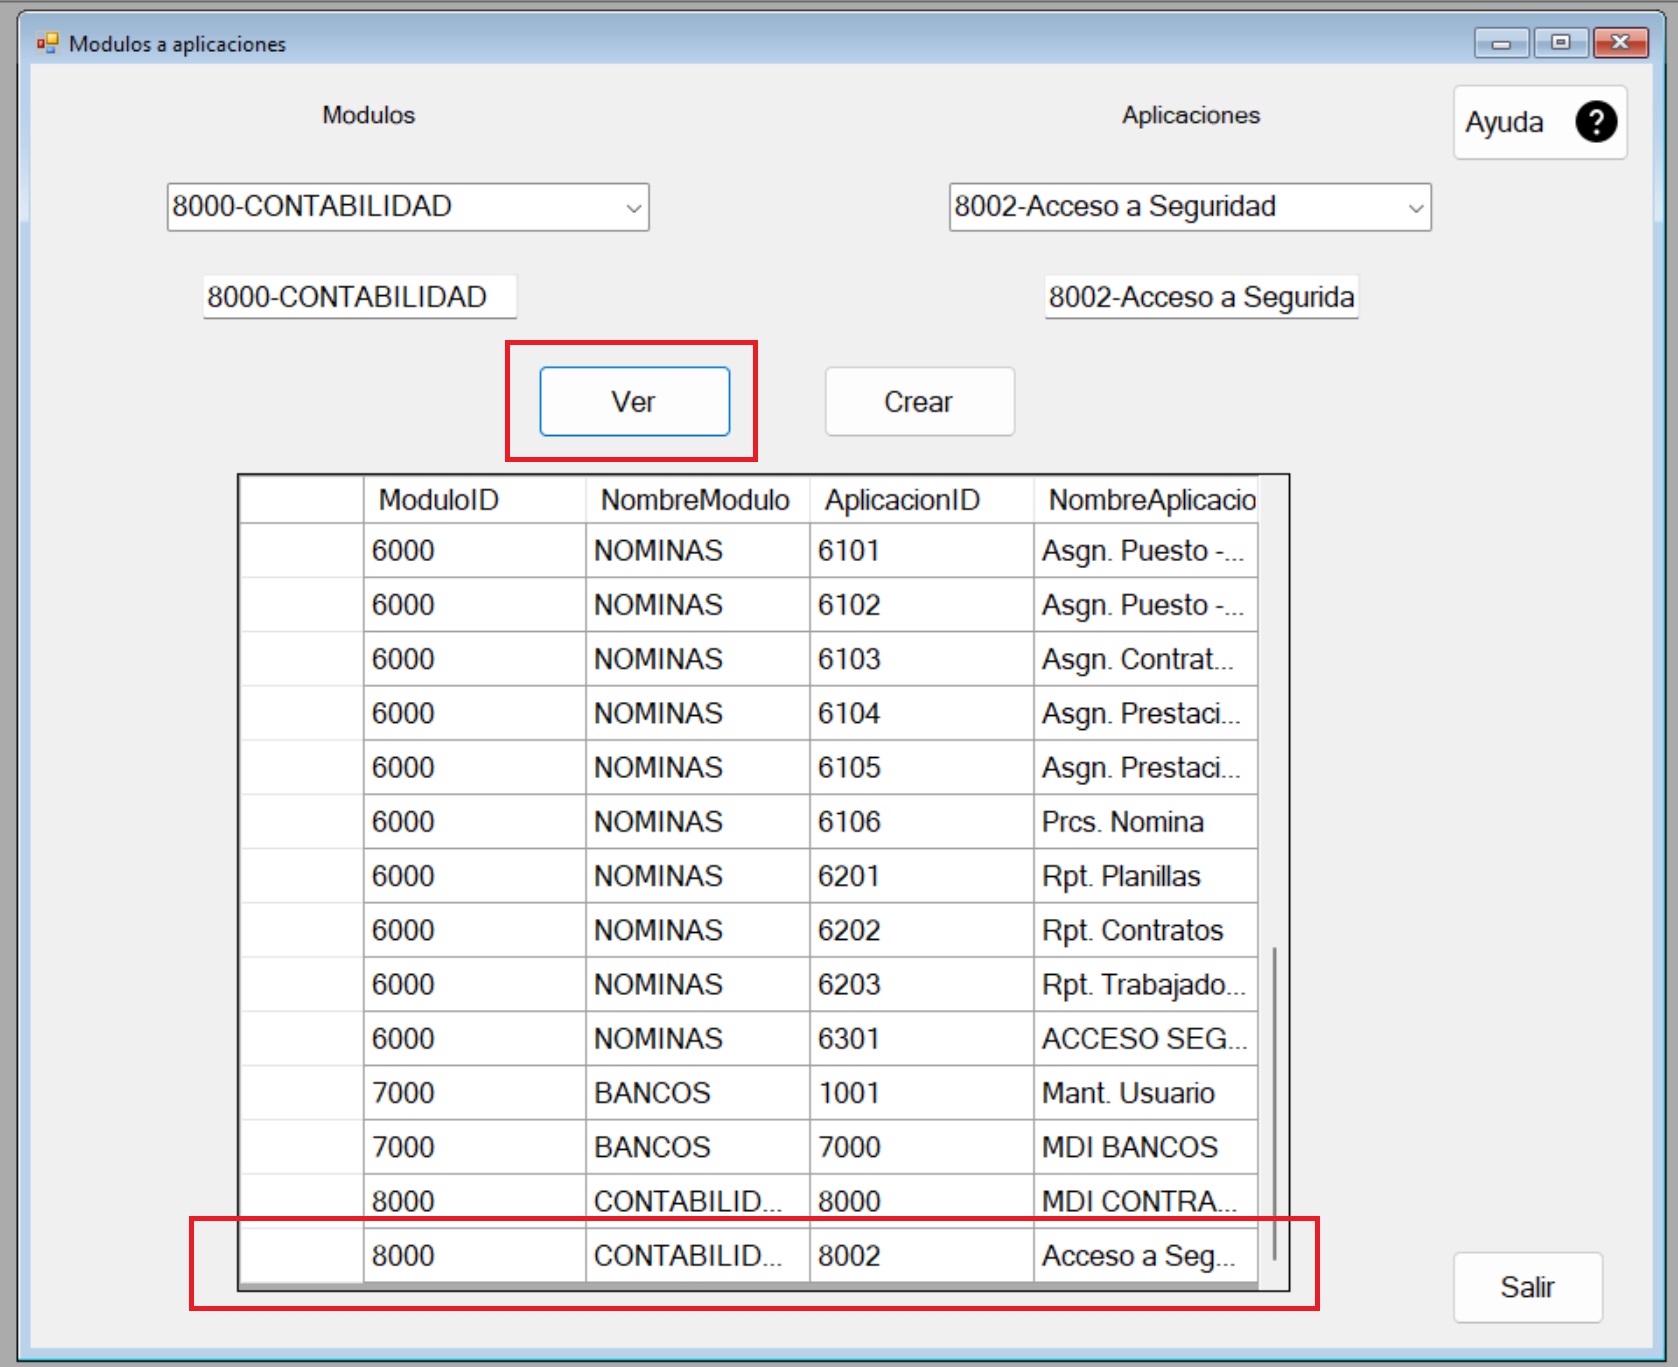 Modulos a aplicaciones
Modulos
Aplicaciones
Ayuda ?
8000-CONTABILIDAD
8002-Acceso a Seguridad
8000-CONTABILIDAD
8002-Acceso a Segurida
Ver
Crear
ModuloID NombreModulo AplicacionID NombreAplicacio
6000 NOMINAS 6101 Asgn. Puesto -...
6000 NOMINAS 6102 Asgn. Puesto -...
6000 NOMINAS 6103 Asgn. Contrat...
6000 NOMINAS 6104 Asgn. Prestaci...
6000 NOMINAS 6105 Asgn. Prestaci...
6000 NOMINAS 6106 Prcs. Nomina
6000 NOMINAS 6201 Rpt. Planillas
6000 NOMINAS 6202 Rpt. Contratos
6000 NOMINAS 6203 Rpt. Trabajado...
6000 NOMINAS 6301 ACCESO SEG...
7000 BANCOS 1001 Mant. Usuario
7000 BANCOS 7000 MDI BANCOS
8000 CONTABILID... 8000 MDI CONTRA...
8000 CONTABILID... 8002 Acceso a Seg...
Salir